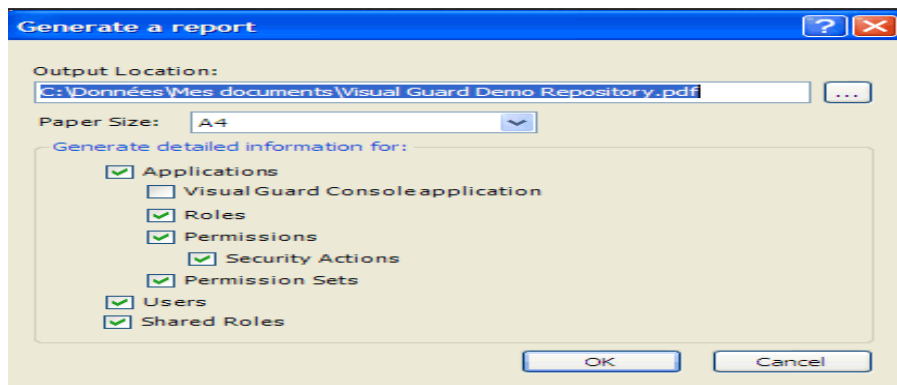 Generate a report
Output Location:
C:\Données\Mes documents\Visual Guard Demo Repository.pdf
...
Paper Size: A4
Generate detailed information for:
Applications
Visual Guard Console application
Roles
Permissions
Security Actions
Permission Sets
Users
Shared Roles
OK Cancel